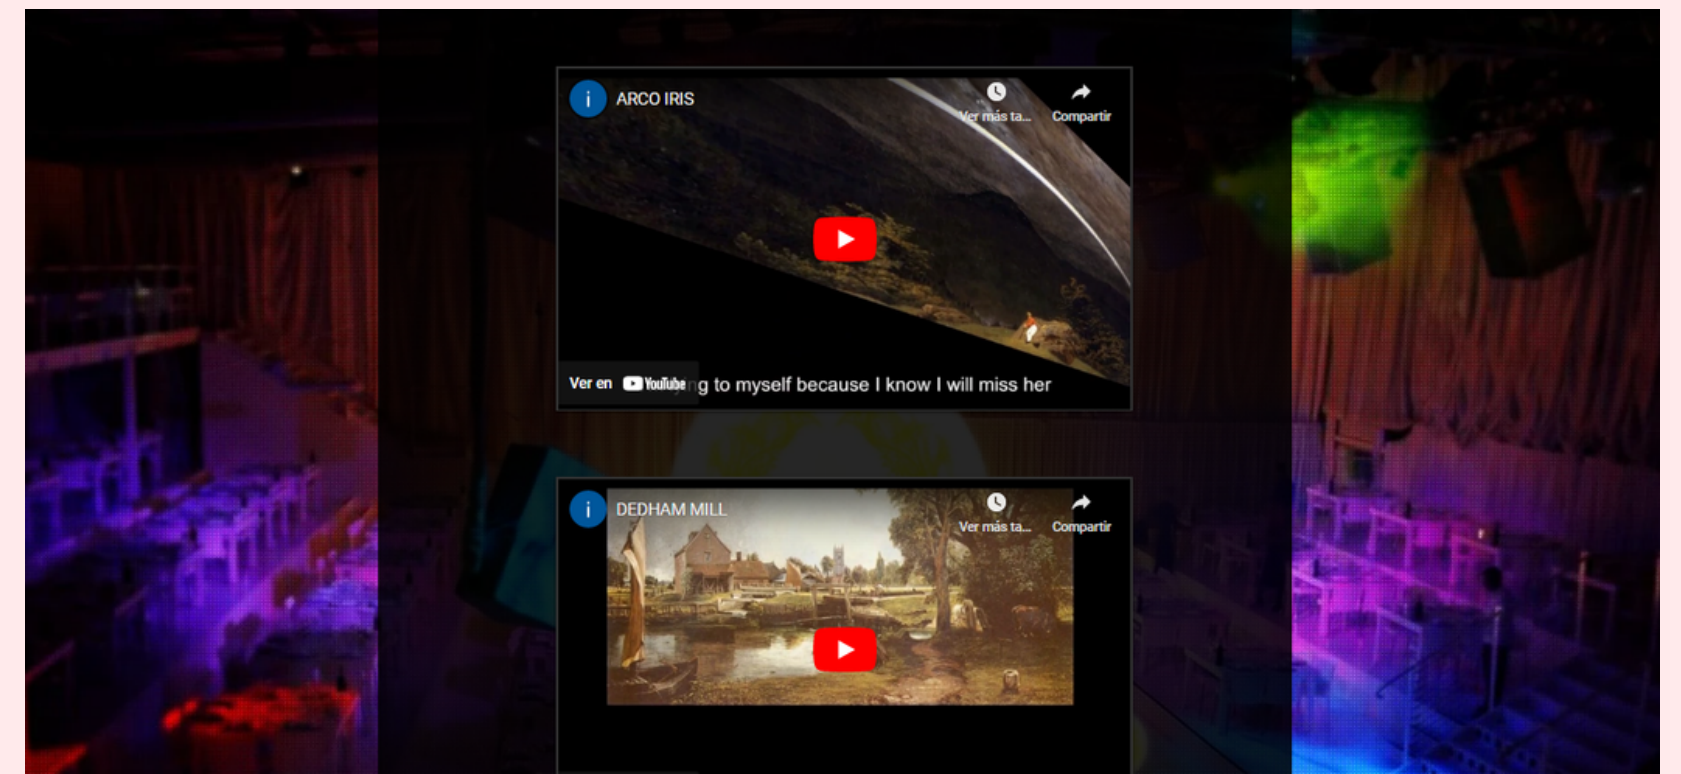 i
ARCO IRIS
Ver más ta...
Compartir
Ver en YouTube
ng to myself because I know I will miss her
i
DEDHAM MILL
Ver más ta...
Compartir